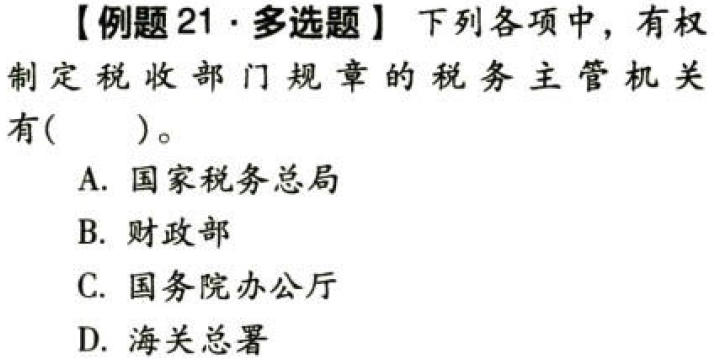 【例题 21·多选题】 下列各项中，有权
制定税收部门规章的税务主管机关
有(　　)。
A. 国家税务总局
B. 财政部
C. 国务院办公厅
D. 海关总署